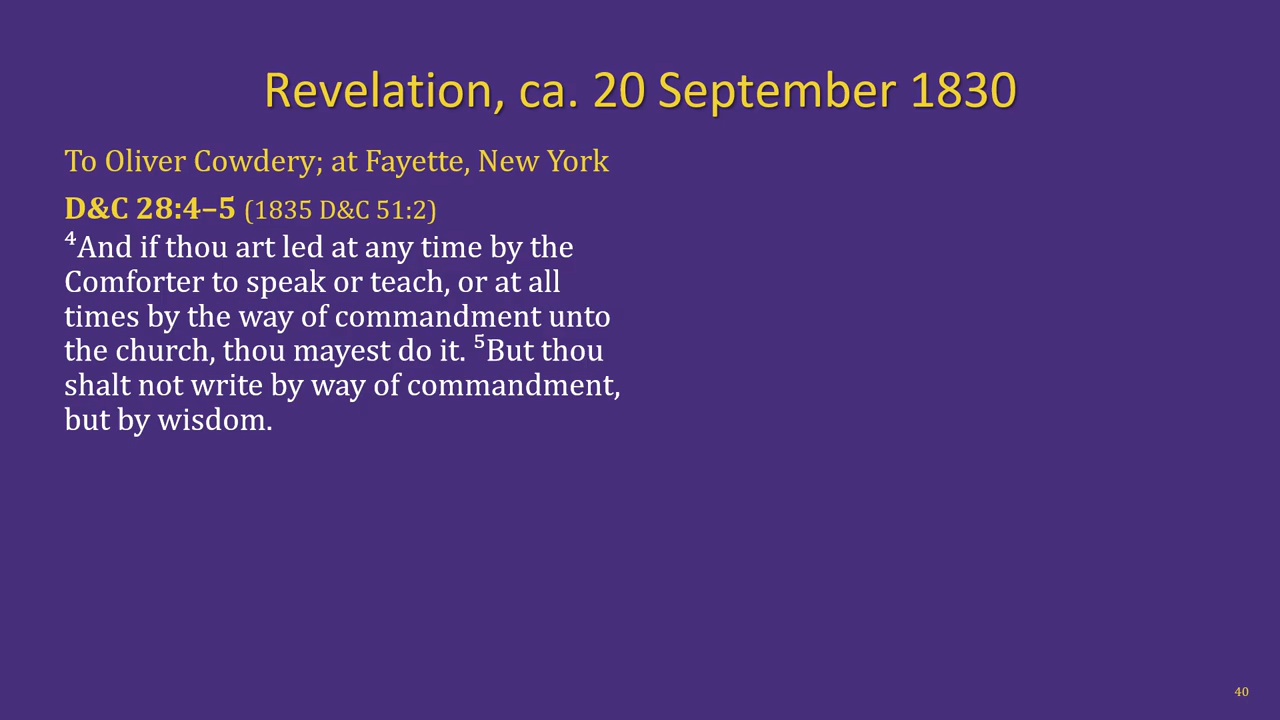 Revelation, ca. 20 September 1830
To Oliver Cowdery; at Fayette, New York
D&C 28:4–5 (1835 D&C 51:2)
⁴And if thou art led at any time by the
Comforter to speak or teach, or at all
times by the way of commandment unto
the church, thou mayest do it. ⁵But thou
shalt not write by way of commandment,
but by wisdom.
40